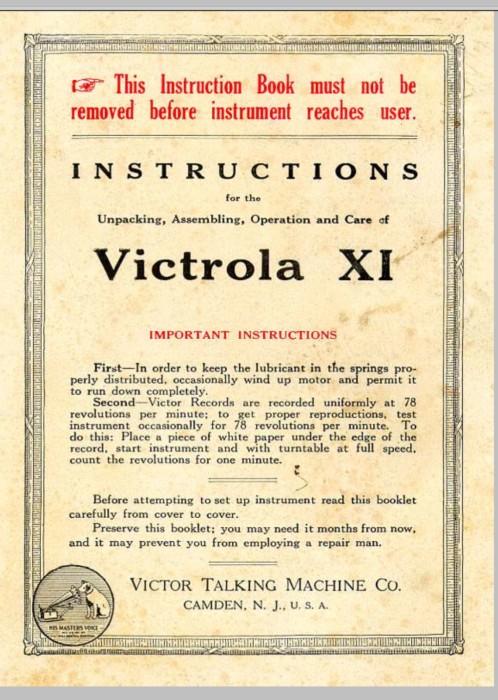 This Instruction Book must not be
removed before instrument reaches user.
INSTRUCTIONS
for the
Unpacking, Assembling, Operation and Care of
Victrola XI
IMPORTANT INSTRUCTIONS
First—In order to keep the lubricant in the springs pro-
perly distributed, occasionally wind up motor and permit it
to run down completely.
Second—Victor Records are recorded uniformly at 78
revolutions per minute; to get proper reproductions, test
instrument occasionally for 78 revolutions per minute. To
do this: Place a piece of white paper under the edge of the
record, start instrument and with turntable at full speed,
count the revolutions for one minute.
Before attempting to set up instrument read this booklet
carefully from cover to cover.
Preserve this booklet; you may need it months from now,
and it may prevent you from employing a repair man.
VICTOR TALKING MACHINE CO.
CAMDEN, N. J., U. S. A.
HIS MASTERS VOICE